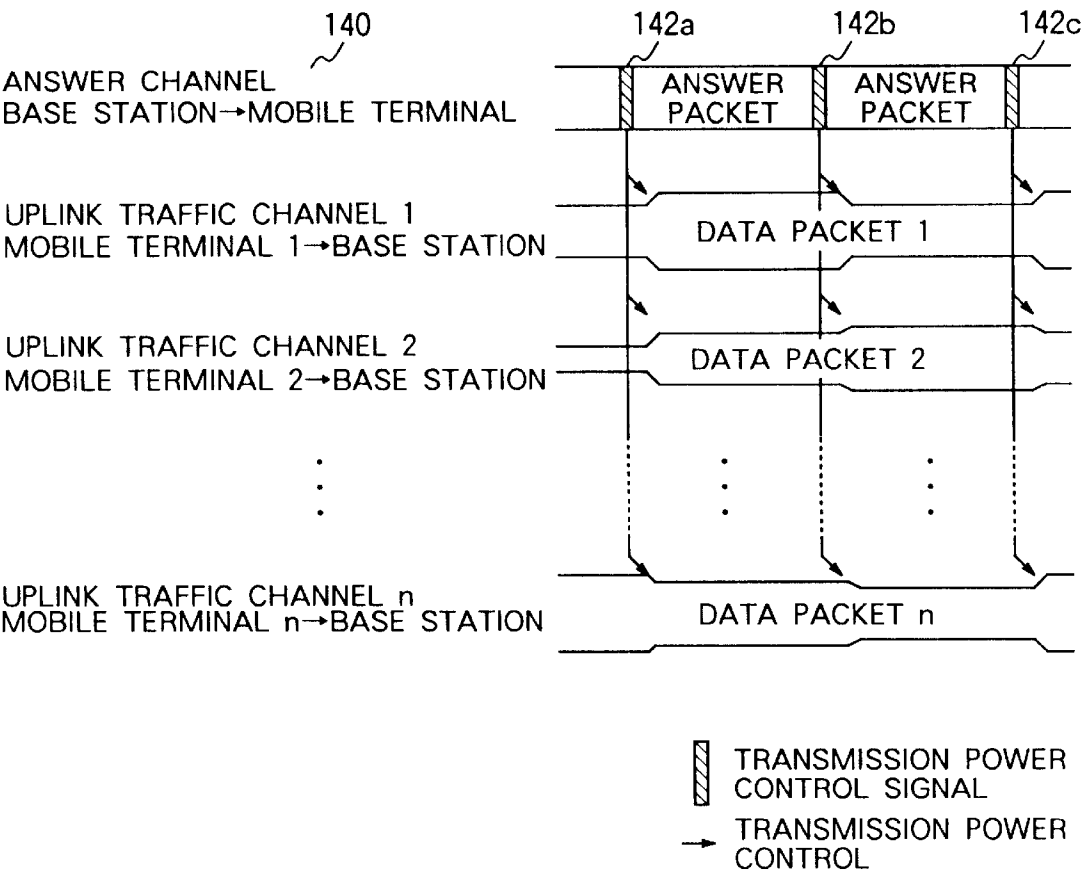 140
142a
142b
142c
ANSWER CHANNEL
BASE STATION→MOBILE TERMINAL
ANSWER
PACKET
ANSWER
PACKET
UPLINK TRAFFIC CHANNEL 1
MOBILE TERMINAL 1→BASE STATION
DATA PACKET 1
UPLINK TRAFFIC CHANNEL 2
MOBILE TERMINAL 2→BASE STATION
DATA PACKET 2
UPLINK TRAFFIC CHANNEL n
MOBILE TERMINAL n→BASE STATION
DATA PACKET n
TRANSMISSION POWER
CONTROL SIGNAL
TRANSMISSION POWER
CONTROL